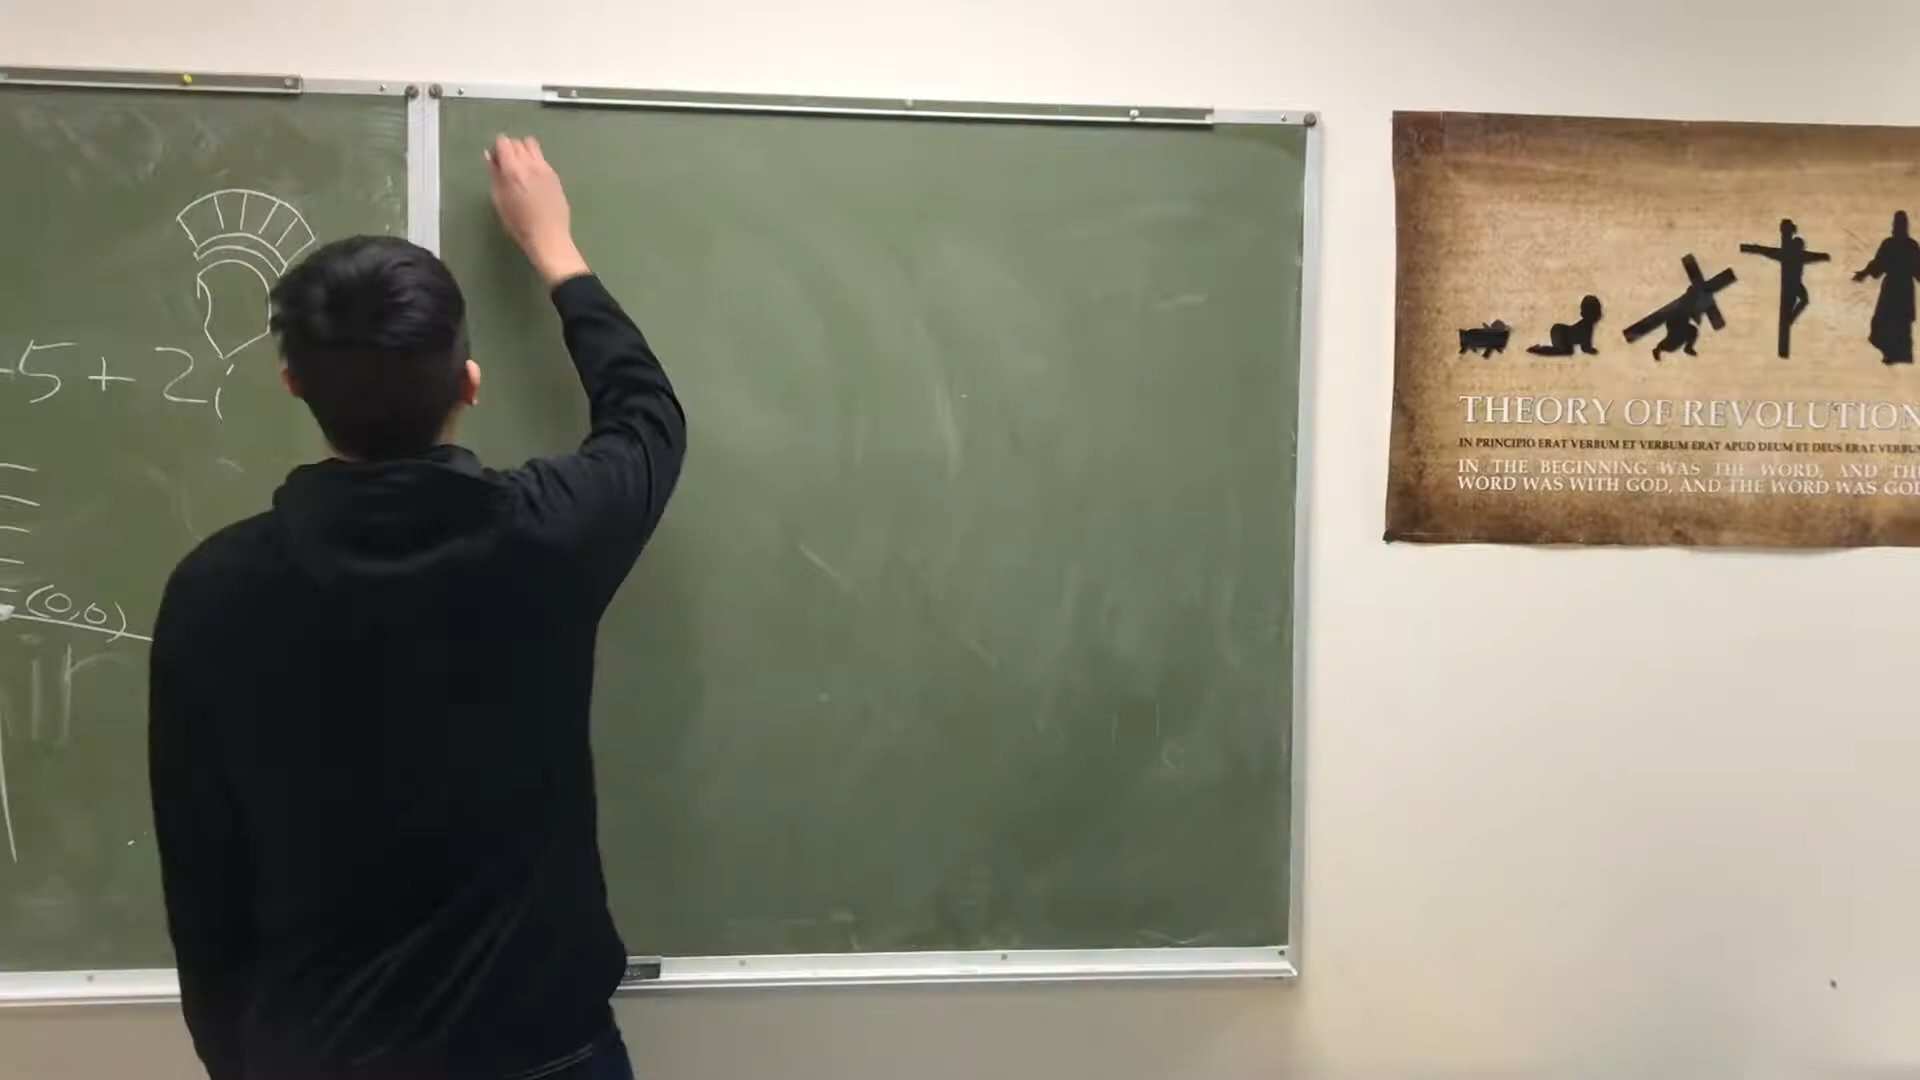 -5+2i
=(0,0)
ir
THEORY OF REVOLUTION
IN PRINCIPIO ERAT VERBUM ET VERBUM ERAT APUD DEUM ET DEUS ERAT VERBUM
IN THE BEGINNING WAS THE WORD, AND THE
WORD WAS WITH GOD, AND THE WORD WAS GOD